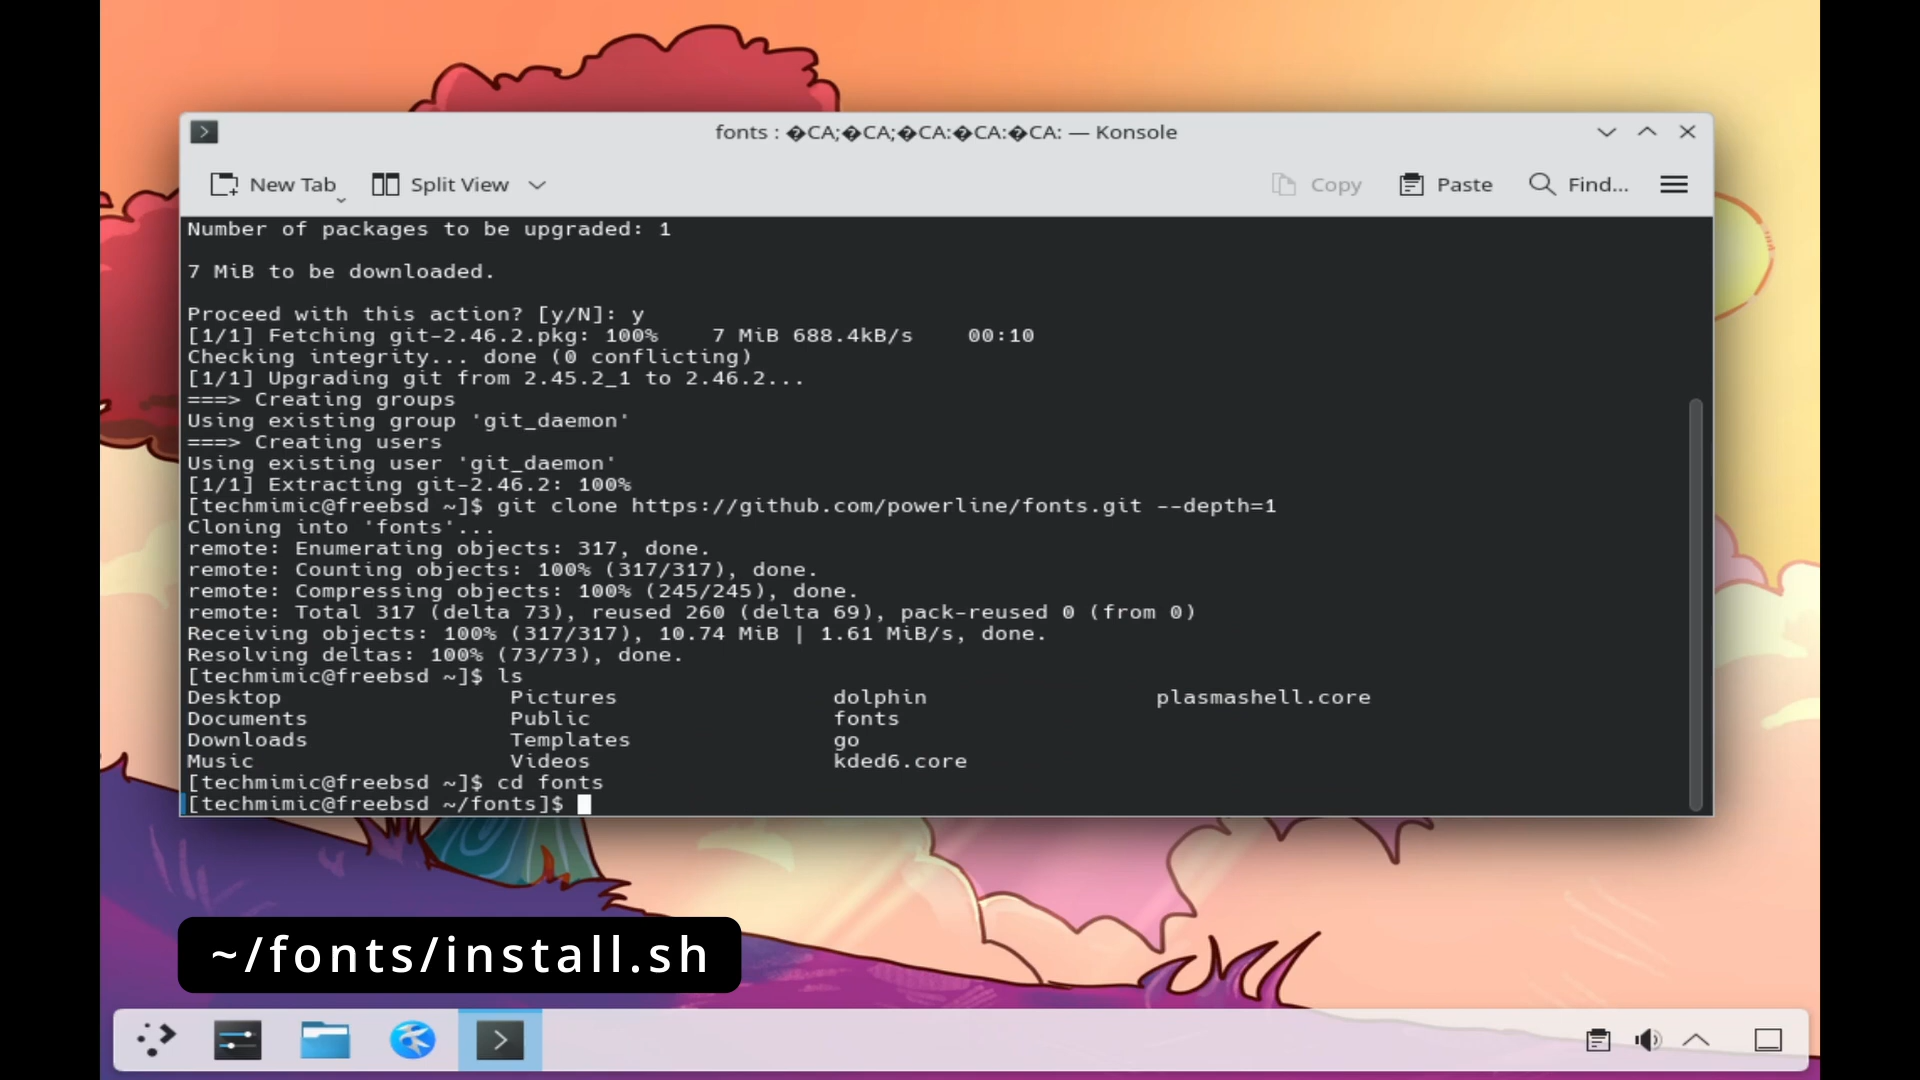 fonts : �CA;�CA;�CA:�CA:�CA: — Konsole
New Tab Split View Copy Paste Find...
Number of packages to be upgraded: 1
7 MiB to be downloaded.
Proceed with this action? [y/N]: y
[1/1] Fetching git-2.46.2.pkg: 100%    7 MiB 688.4kB/s    00:10
Checking integrity... done (0 conflicting)
[1/1] Upgrading git from 2.45.2_1 to 2.46.2...
===> Creating groups
Using existing group 'git_daemon'
===> Creating users
Using existing user 'git_daemon'
[1/1] Extracting git-2.46.2: 100%
[techmimic@freebsd ~]$ git clone https://github.com/powerline/fonts.git --depth=1
Cloning into 'fonts'...
remote: Enumerating objects: 317, done.
remote: Counting objects: 100% (317/317), done.
remote: Compressing objects: 100% (245/245), done.
remote: Total 317 (delta 73), reused 260 (delta 69), pack-reused 0 (from 0)
Receiving objects: 100% (317/317), 10.74 MiB | 1.61 MiB/s, done.
Resolving deltas: 100% (73/73), done.
[techmimic@freebsd ~]$ ls
Desktop Pictures dolphin plasmashell.core
Documents Public fonts
Downloads Templates go
Music Videos kded6.core
[techmimic@freebsd ~]$ cd fonts
[techmimic@freebsd ~/fonts]$
~/fonts/install.sh